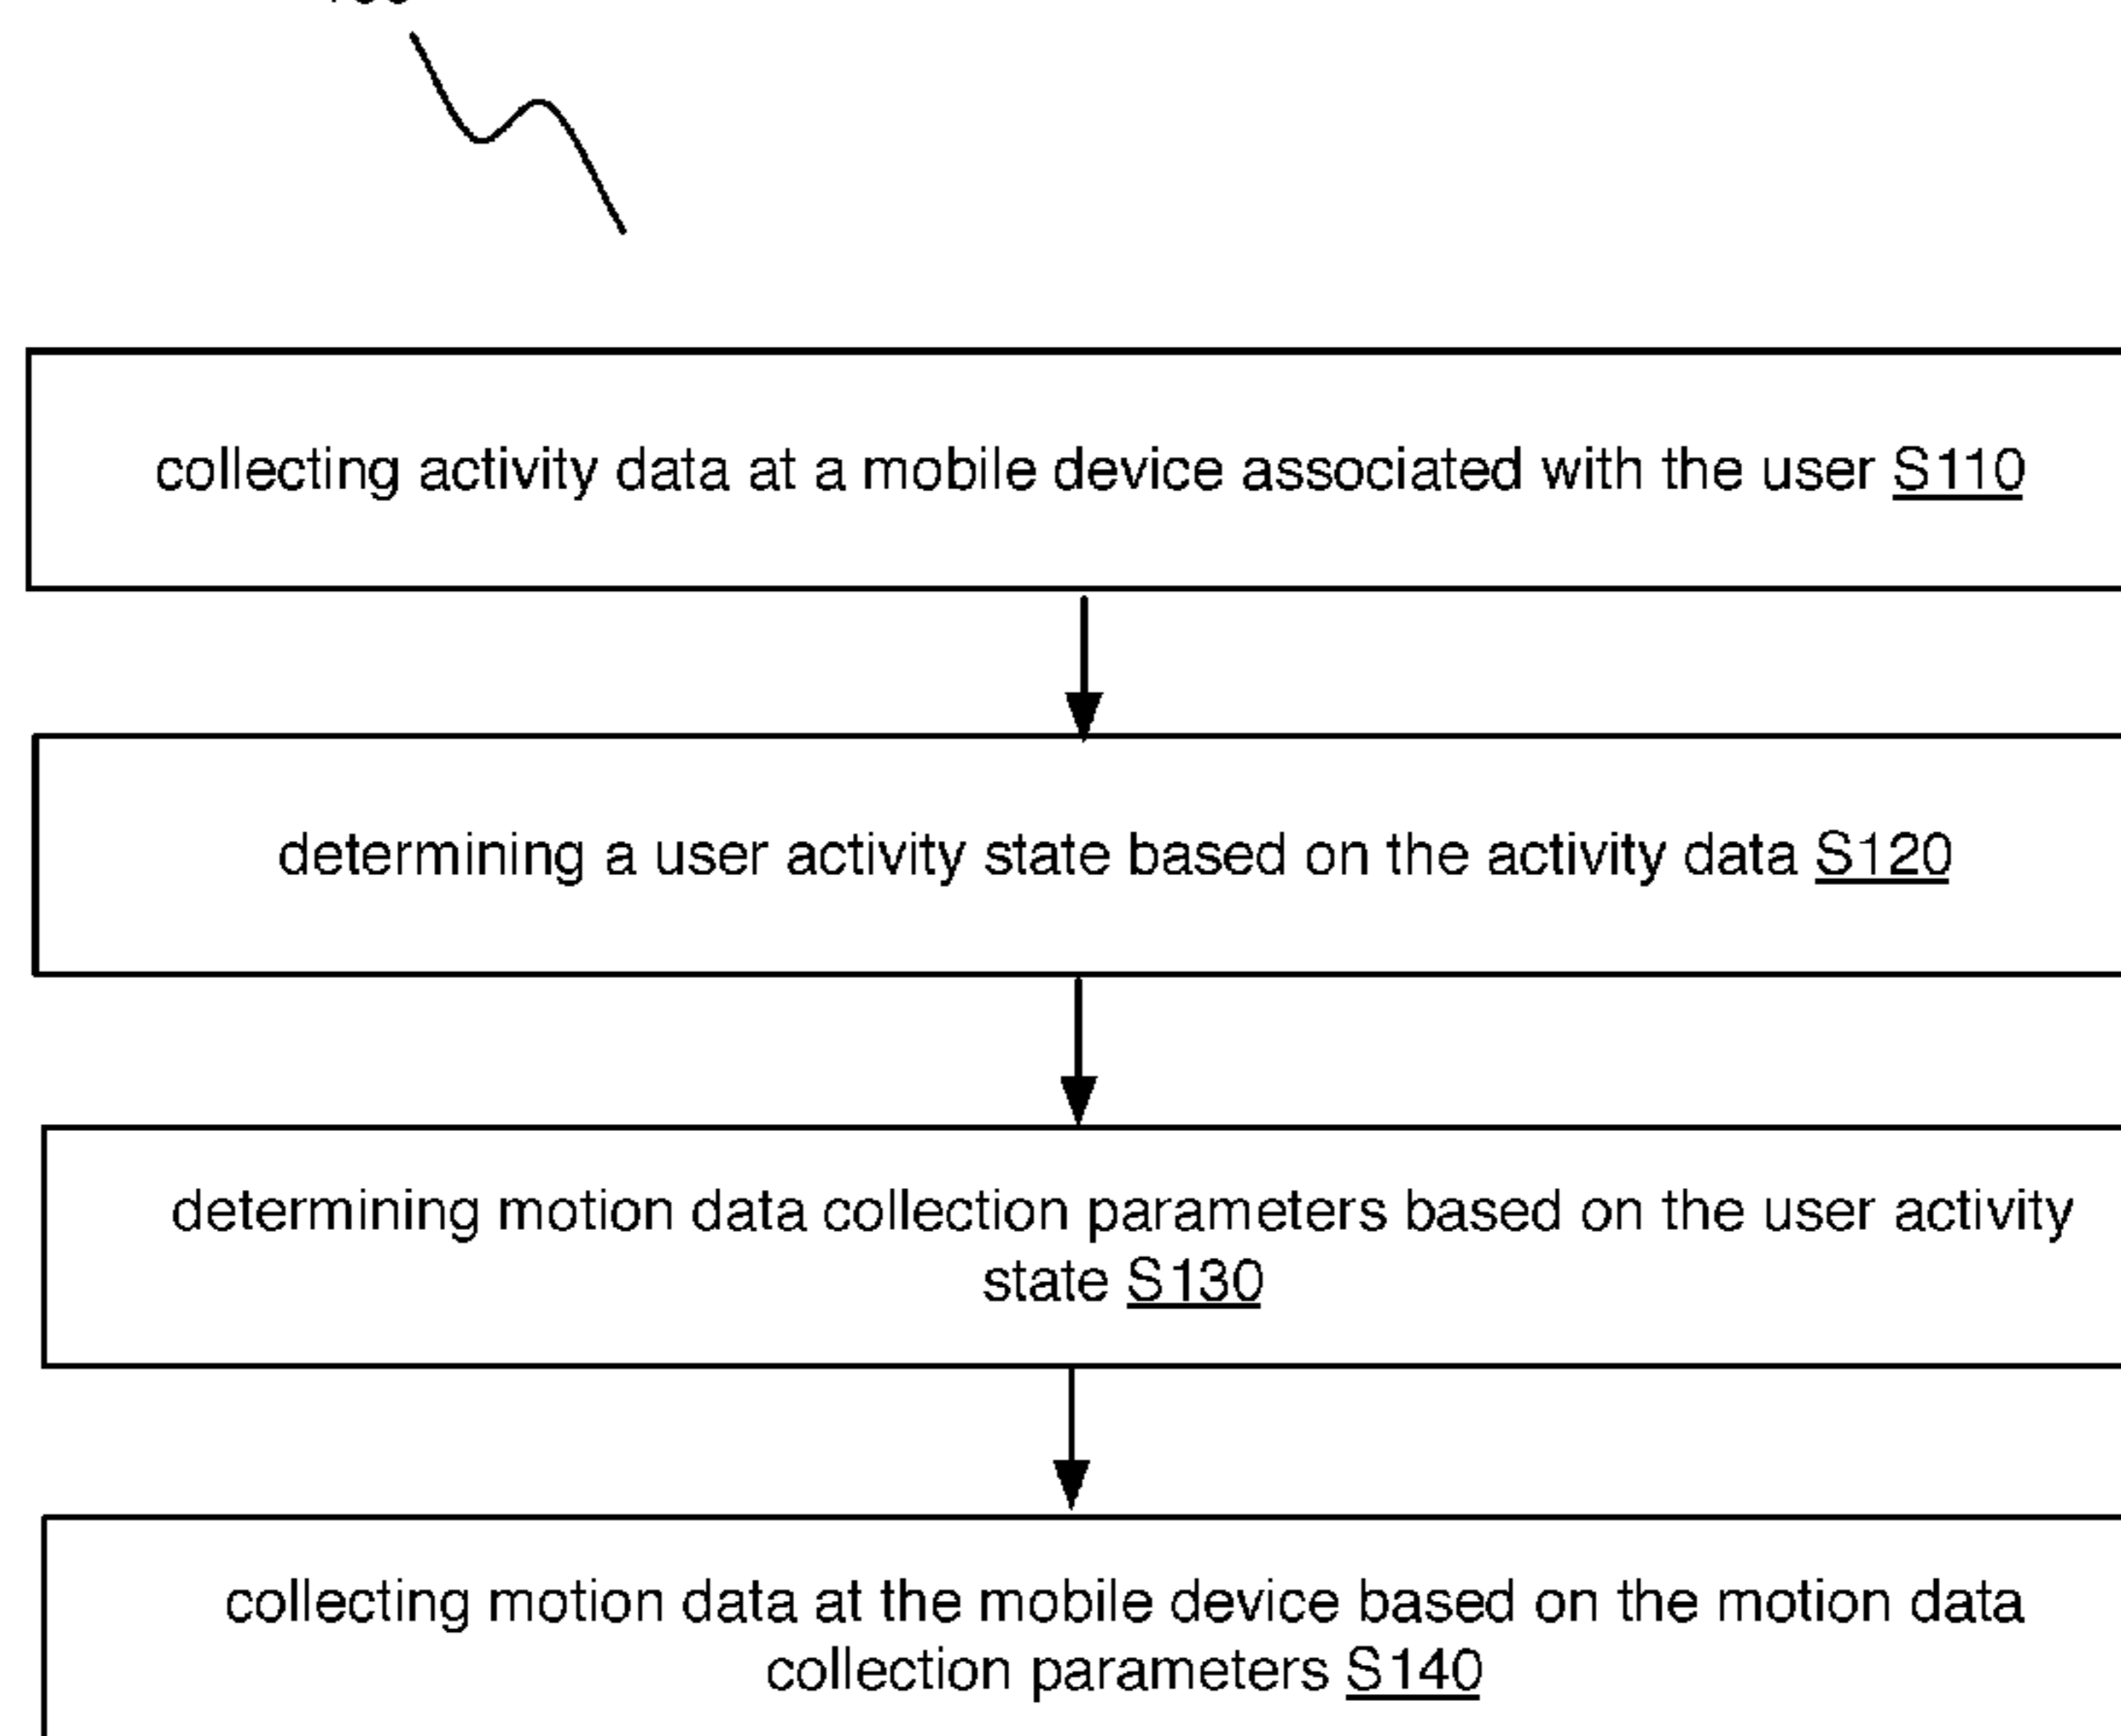 collecting activity data at a mobile device associated with the user S110
determining a user activity state based on the activity data S120
determining motion data collection parameters based on the user activity
state S130
collecting motion data at the mobile device based on the motion data
collection parameters S140